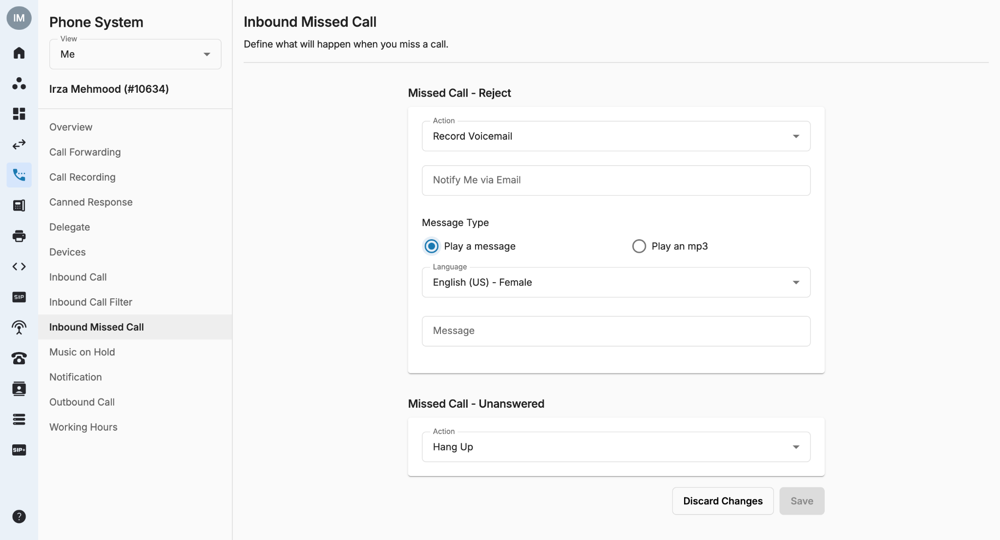 IM
Phone System
View
Me
Irza Mehmood (#10634)
Overview
Call Forwarding
Call Recording
Canned Response
Delegate
Devices
Inbound Call
Inbound Call Filter
Inbound Missed Call
Music on Hold
Notification
Outbound Call
Working Hours
SIP
SIP+
?
Inbound Missed Call
Define what will happen when you miss a call.
Missed Call - Reject
Action
Record Voicemail
Notify Me via Email
Message Type
Play a message
Play an mp3
Language
English (US) - Female
Message
Missed Call - Unanswered
Action
Hang Up
Discard Changes
Save